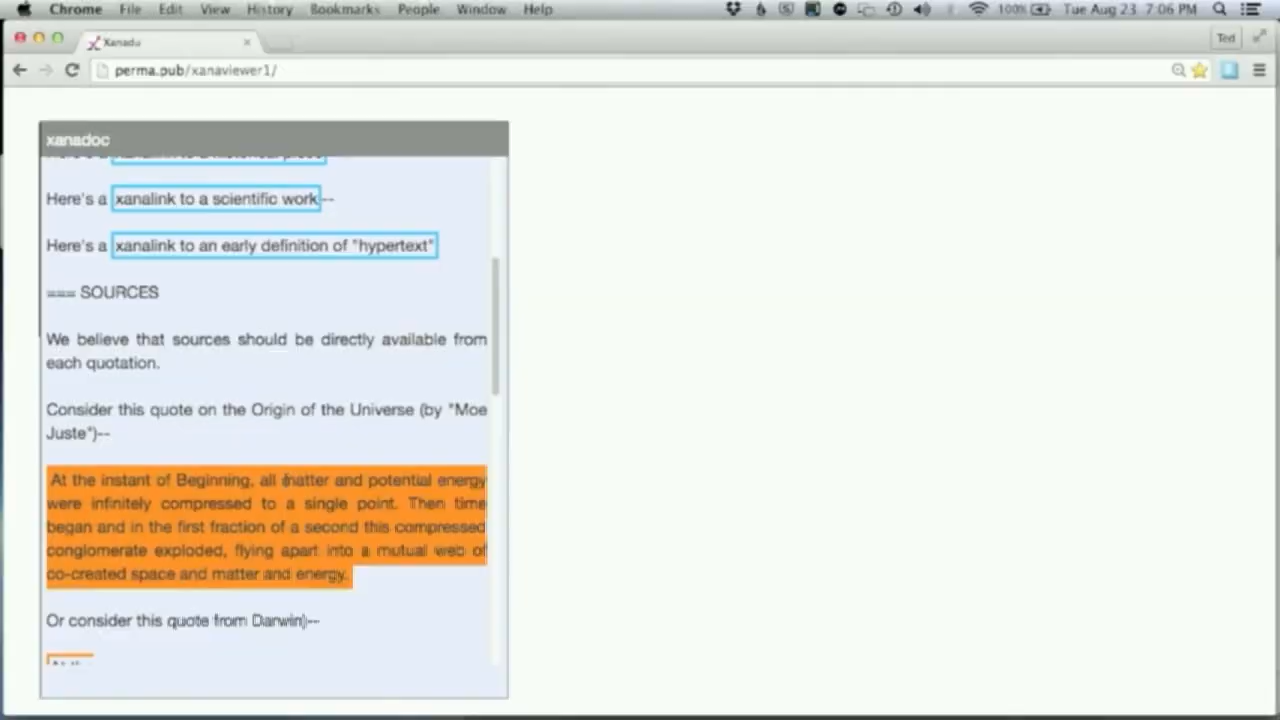 Chrome File Edit View History Bookmarks People Window Help 100% Tue Aug 23 7:06 PM
Xanadu Ted
perma.pub/xanaviewer1/
xanadoc
Here's a
Here's a xanalink to a scientific work--
Here's a xanalink to an early definition of "hypertext"
=== SOURCES
We believe that sources should be directly available from
each quotation.
Consider this quote on the Origin of the Universe (by "Moe
Juste")--
At the instant of Beginning, all matter and potential energy
were infinitely compressed to a single point. Then time
began and in the first fraction of a second this compressed
conglomerate exploded, flying apart into a mutual web of
co-created space and matter and energy.
Or consider this quote from Darwin)--